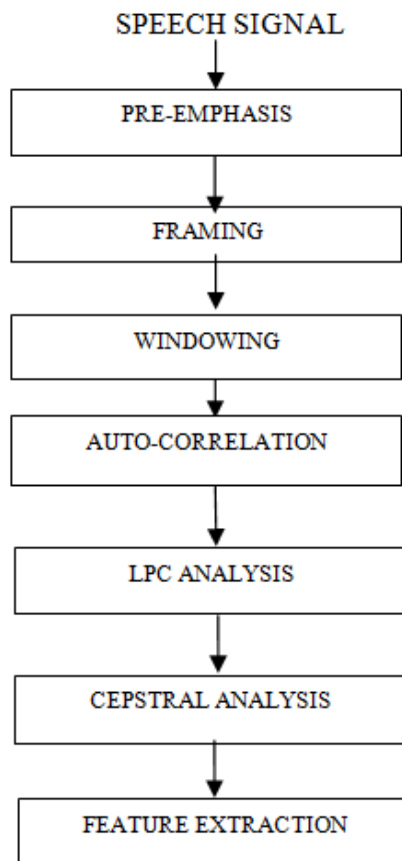 SPEECH SIGNAL
PRE-EMPHASIS
FRAMING
WINDOWING
AUTO-CORRELATION
LPC ANALYSIS
CEPSTRAL ANALYSIS
FEATURE EXTRACTION